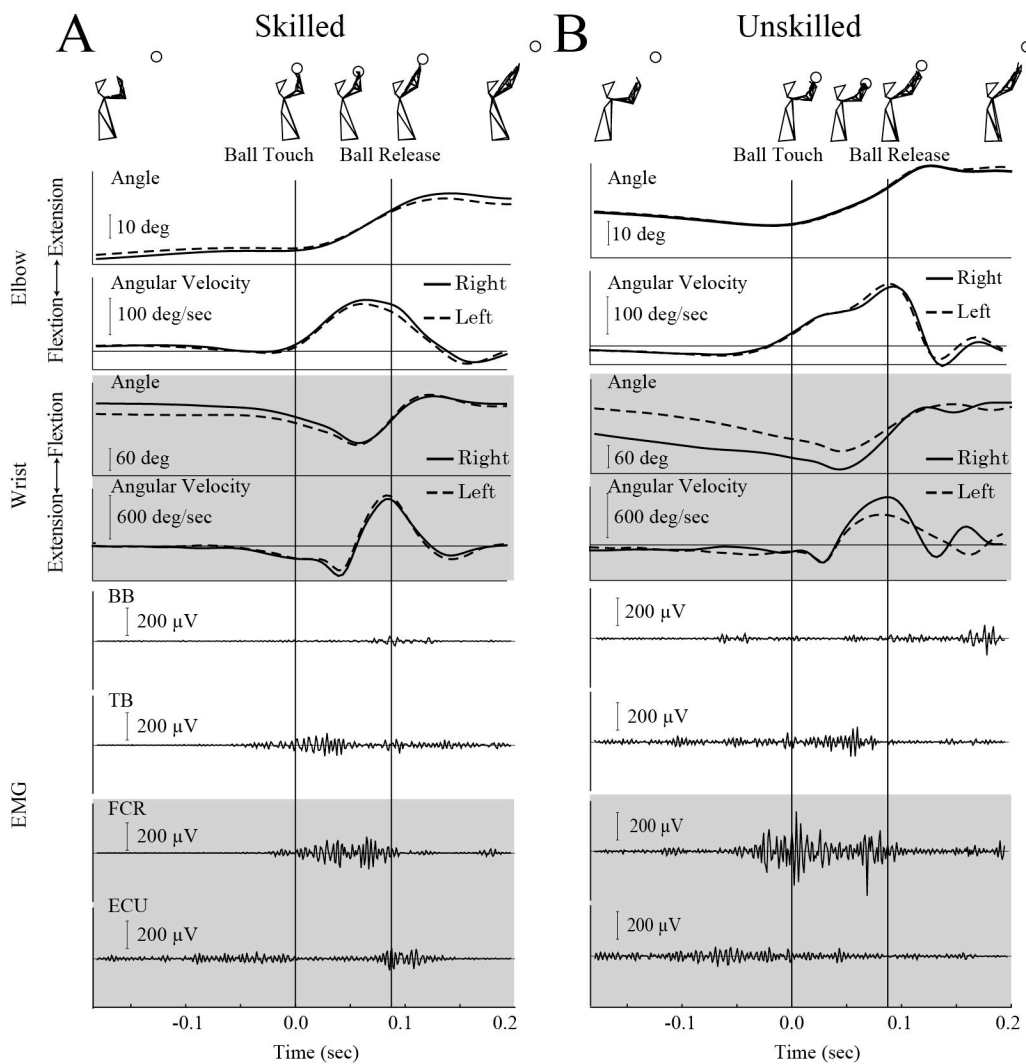 A Skilled
B Unskilled
Ball Touch Ball Release
Ball Touch Ball Release
Elbow
Flextion Extension
Angle
10 deg
Angle
10 deg
Angular Velocity
100 deg/sec
Right
Left
Angular Velocity
100 deg/sec
Right
Left
Wrist
Extension Flextion
Angle
60 deg
Right
Angle
60 deg
Right
Angular Velocity
600 deg/sec
Left
Angular Velocity
600 deg/sec
Left
EMG
BB
200 µV
200 µV
TB
200 µV
200 µV
FCR
200 µV
200 µV
ECU
200 µV
200 µV
-0.1 0.0 0.1 0.2
Time (sec)
-0.1 0.0 0.1 0.2
Time (sec)